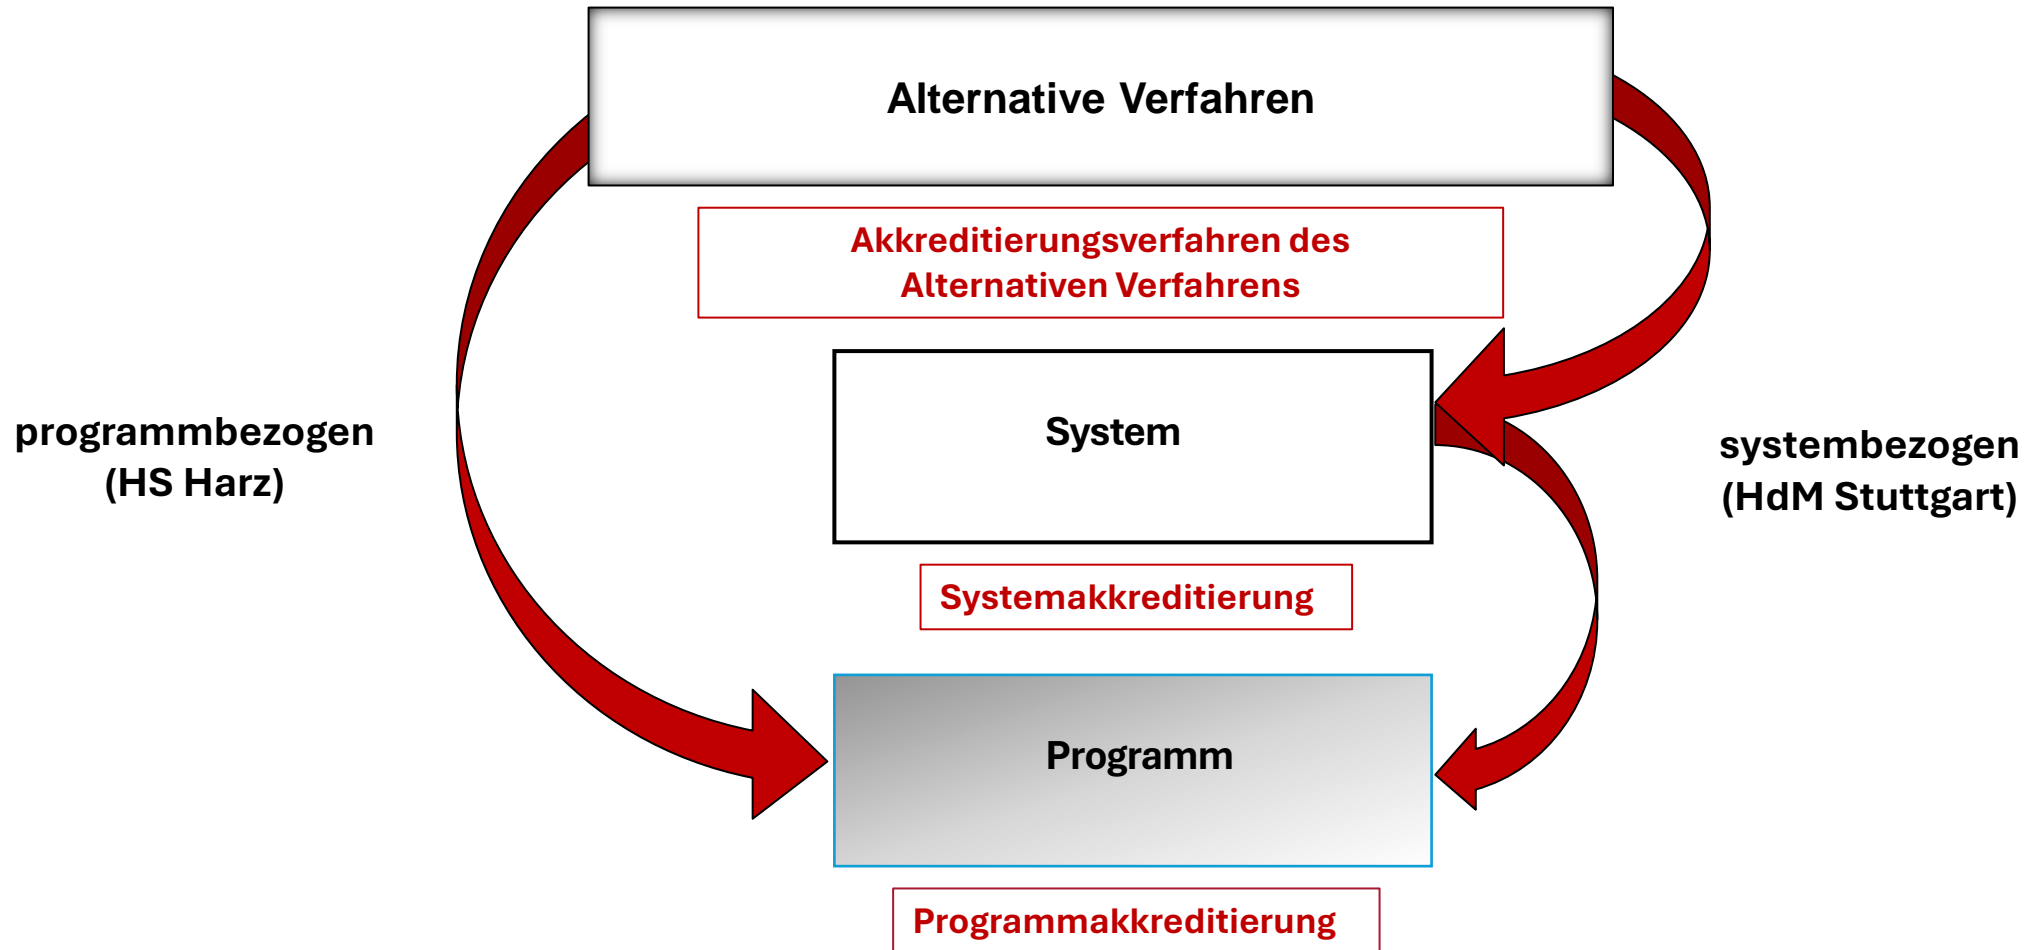 Alternative Verfahren
Akkreditierungsverfahren des
Alternativen Verfahrens
programmbezogen
(HS Harz)
System
systembezogen
(HdM Stuttgart)
Systemakkreditierung
Programm
Programmakkreditierung